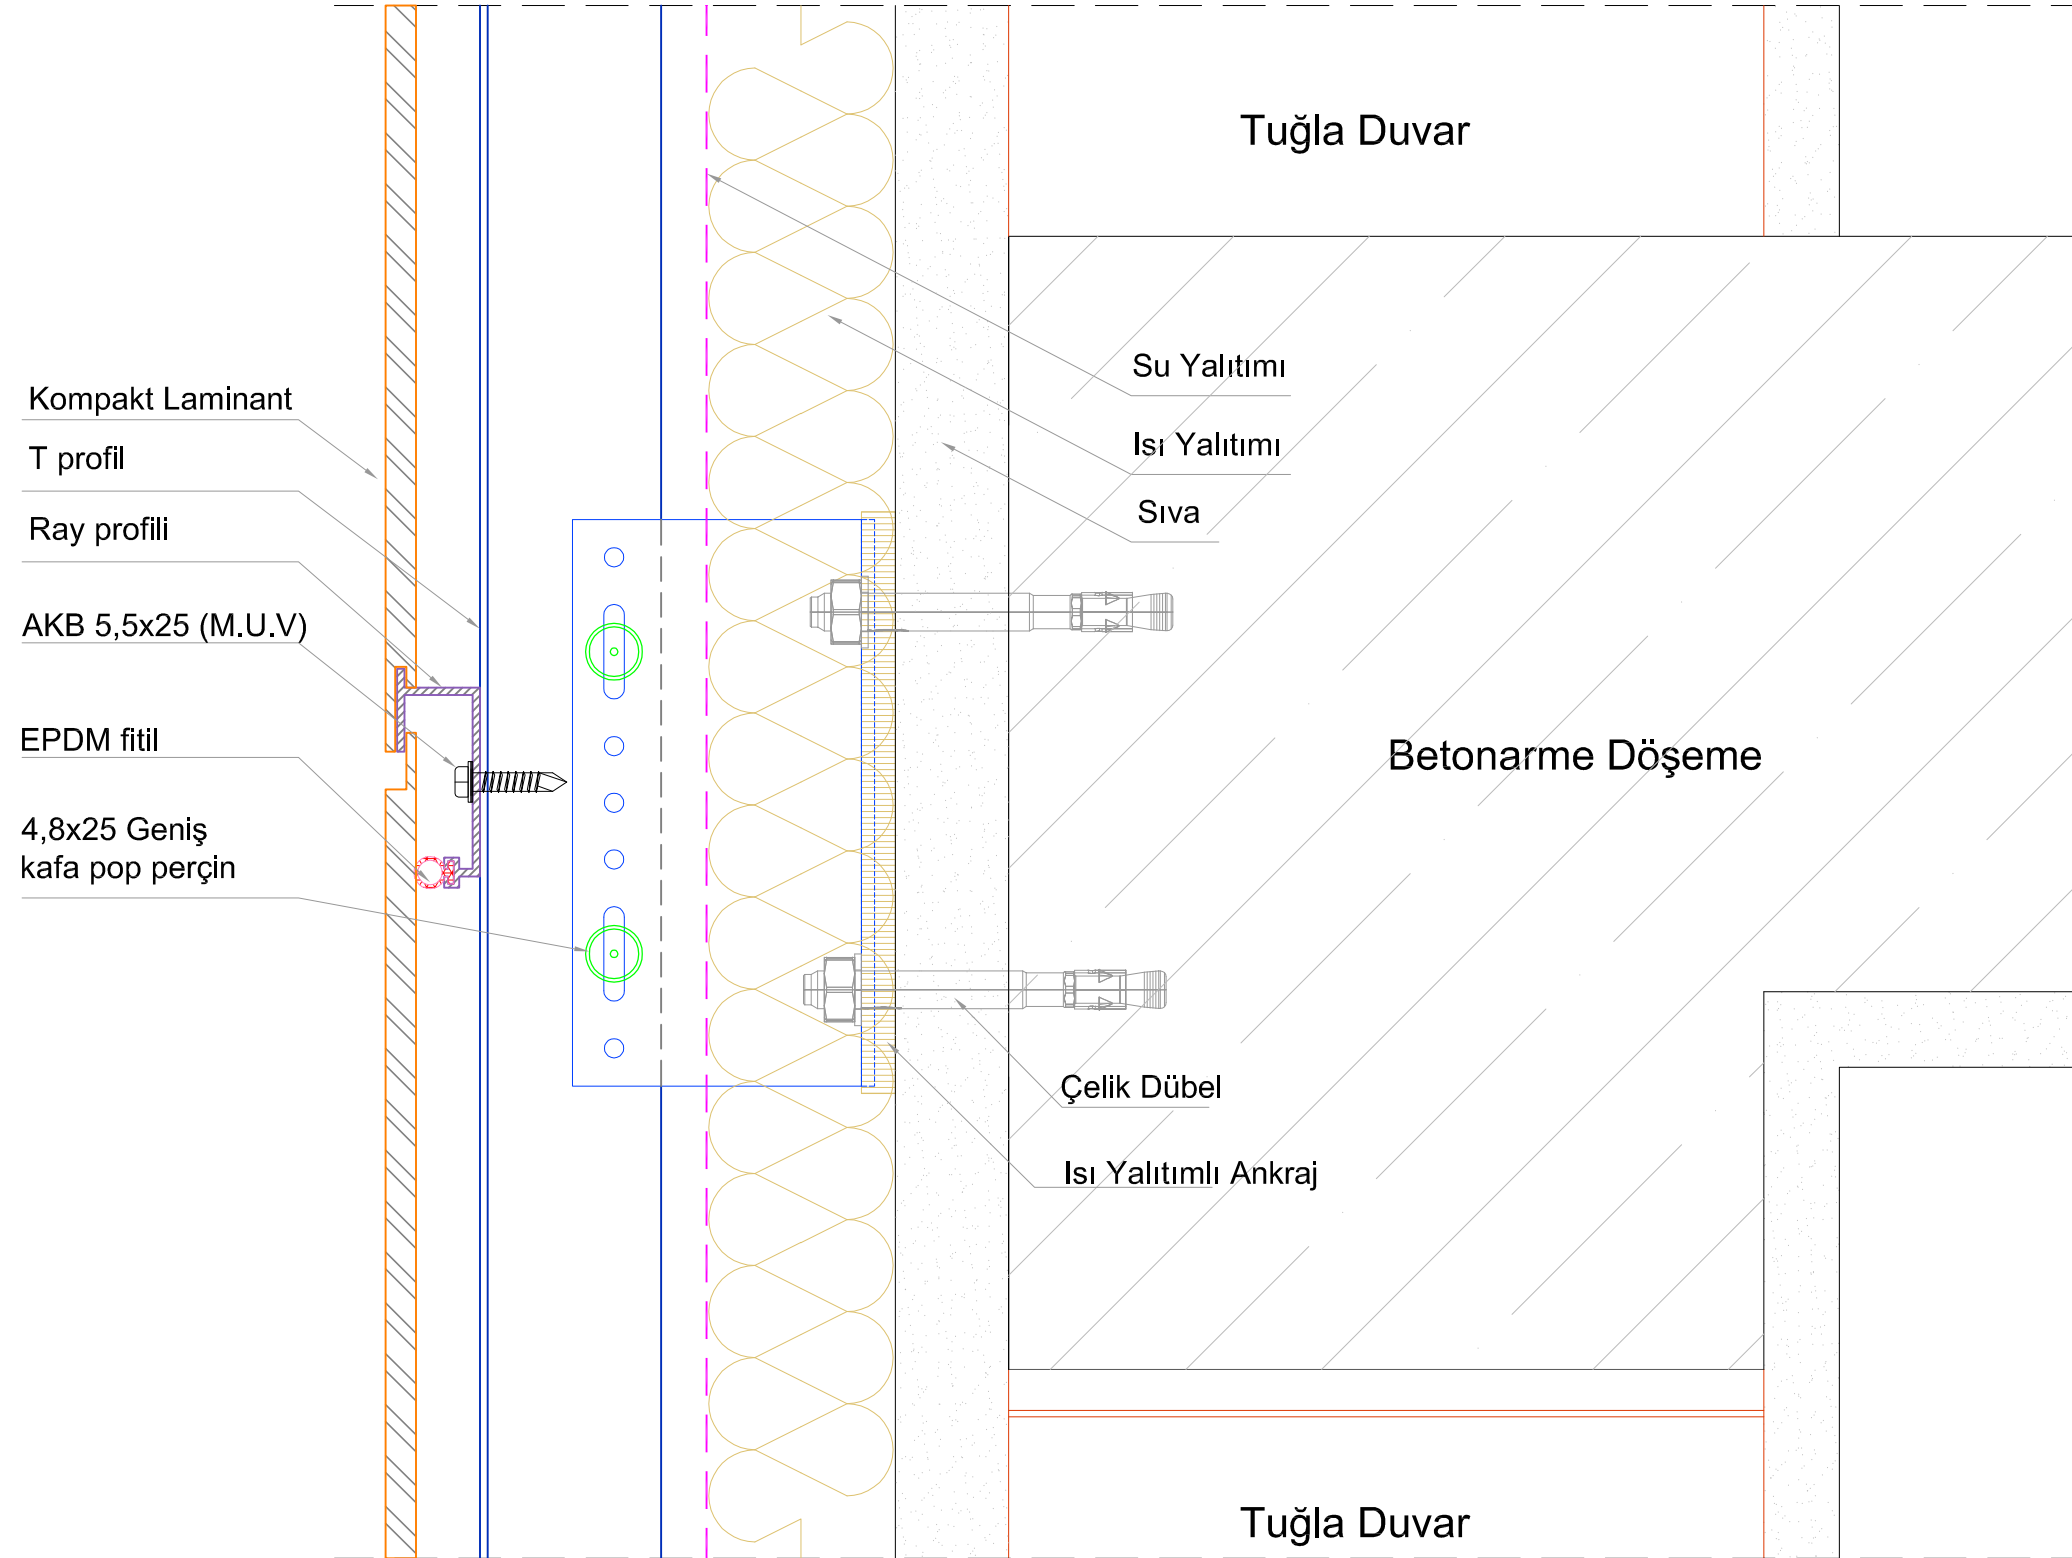 Tuğla Duvar
Su Yalıtımı
Isı Yalıtımı
Sıva
Kompakt Laminant
T profil
Ray profili
AKB 5,5x25 (M.U.V)
EPDM fitil
4,8x25 Geniş
kafa pop perçin
Betonarme Döşeme
Çelik Dübel
Isı Yalıtımlı Ankraj
Tuğla Duvar